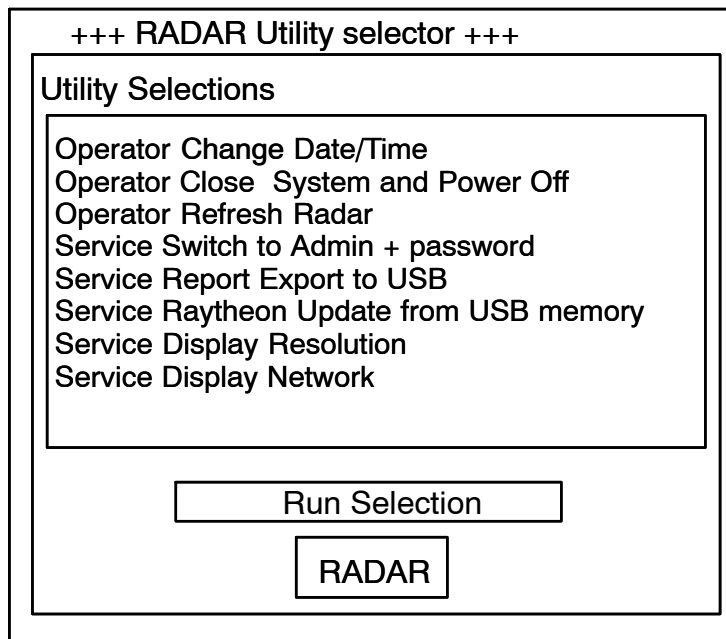 +++ RADAR Utility selector +++
Utility Selections
Operator Change Date/Time
Operator Close  System and Power Off
Operator Refresh Radar
Service Switch to Admin + password
Service Report Export to USB
Service Raytheon Update from USB memory
Service Display Resolution
Service Display Network
Run Selection
RADAR